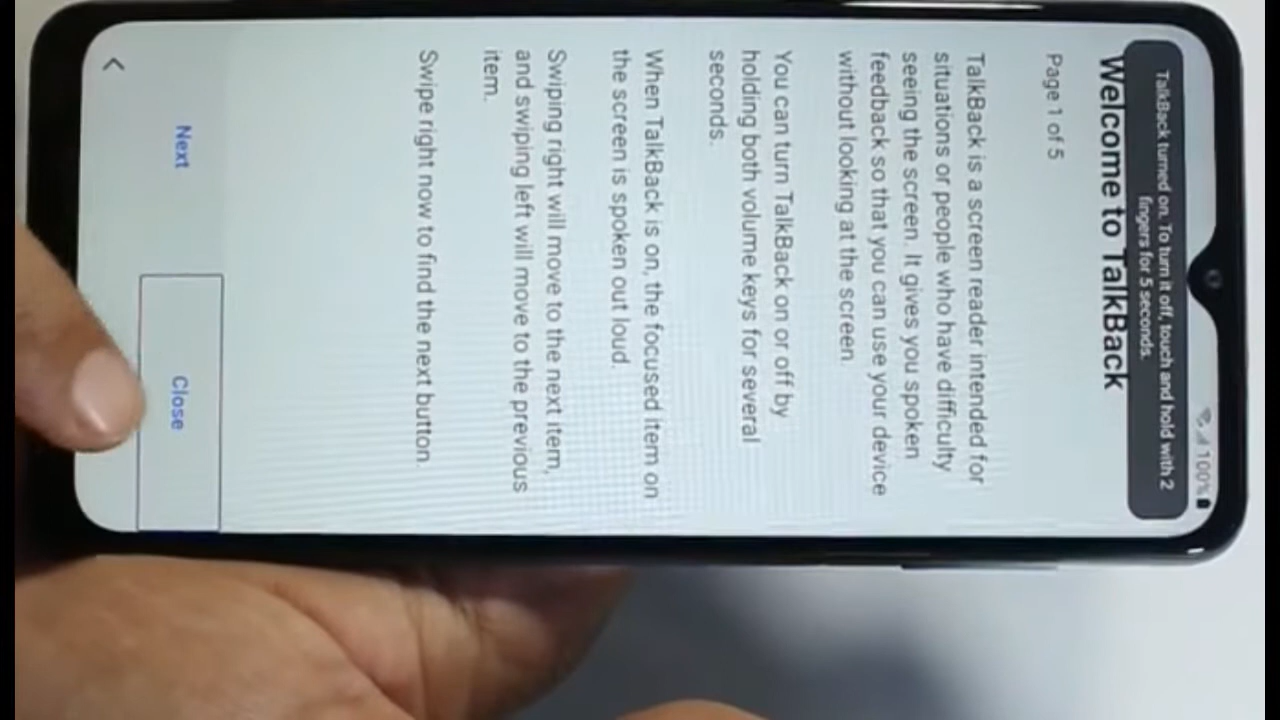 100%
TalkBack turned on. To turn it off, touch and hold with 2
fingers for 5 seconds.
Welcome to TalkBack
Page 1 of 5
TalkBack is a screen reader intended for
situations or people who have difficulty
seeing the screen. It gives you spoken
feedback so that you can use your device
without looking at the screen.
You can turn TalkBack on or off by
holding both volume keys for several
seconds.
When TalkBack is on, the focused item on
the screen is spoken out loud.
Swiping right will move to the next item,
and swiping left will move to the previous
item.
Swipe right now to find the next button.
Next
Close